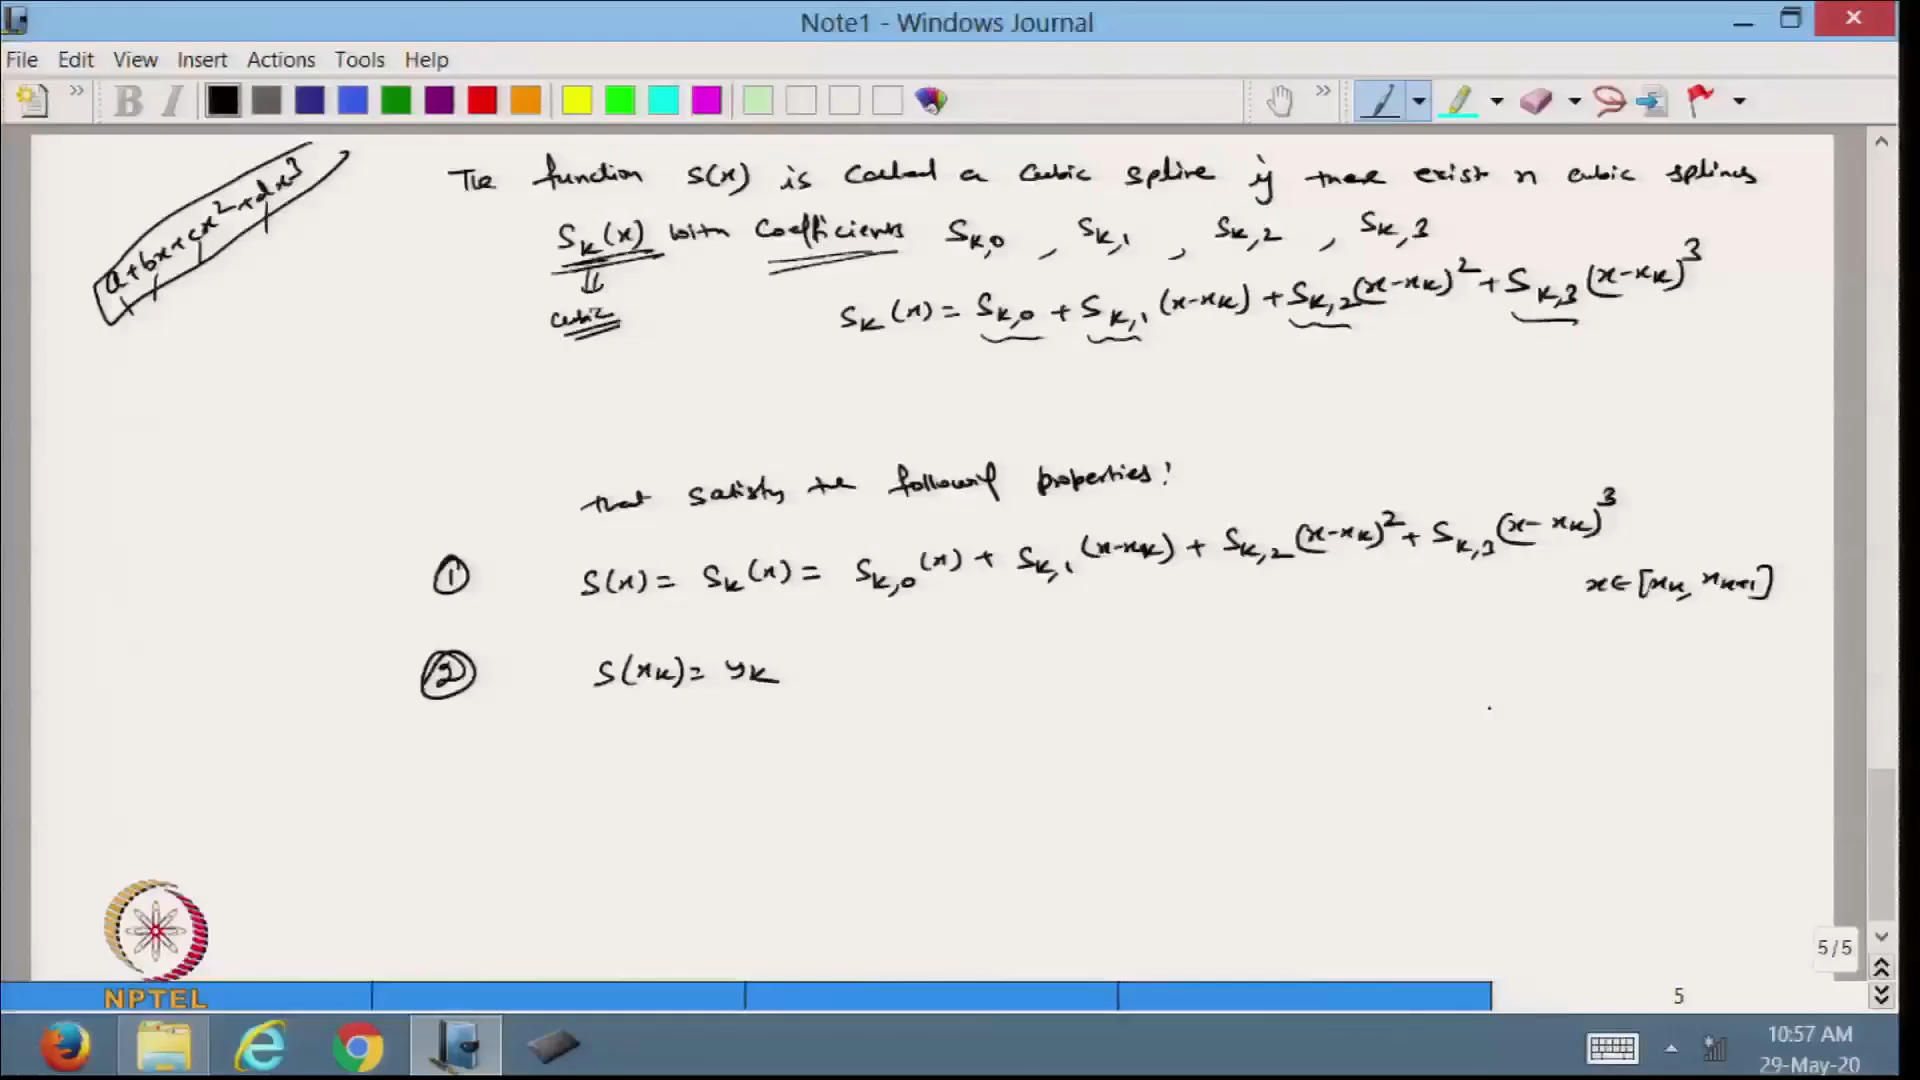 Note1 - Windows Journal
File Edit View Insert Actions Tools Help
a+bx+cx²+dx³
The function S(x) is called a cubic spline if there exist n cubic splines
Sₖ(x) with coefficients Sₖ,₀ , Sₖ,₁ , Sₖ,₂ , Sₖ,₃
⇓
cubic
Sₖ(x) = Sₖ,₀ + Sₖ,₁ (x-xₖ) + Sₖ,₂(x-xₖ)² + Sₖ,₃ (x-xₖ)³
that satisfy the following properties:
① S(x) = Sₖ(x) = Sₖ,₀(x) + Sₖ,₁ (x-xₖ) + Sₖ,₂ (x-xₖ)² + Sₖ,₃ (x-xₖ)³
x∈[xₖ, xₖ₊₁]
② S(xₖ) = yₖ
5/5
NPTEL
5
10:57 AM
29-May-20